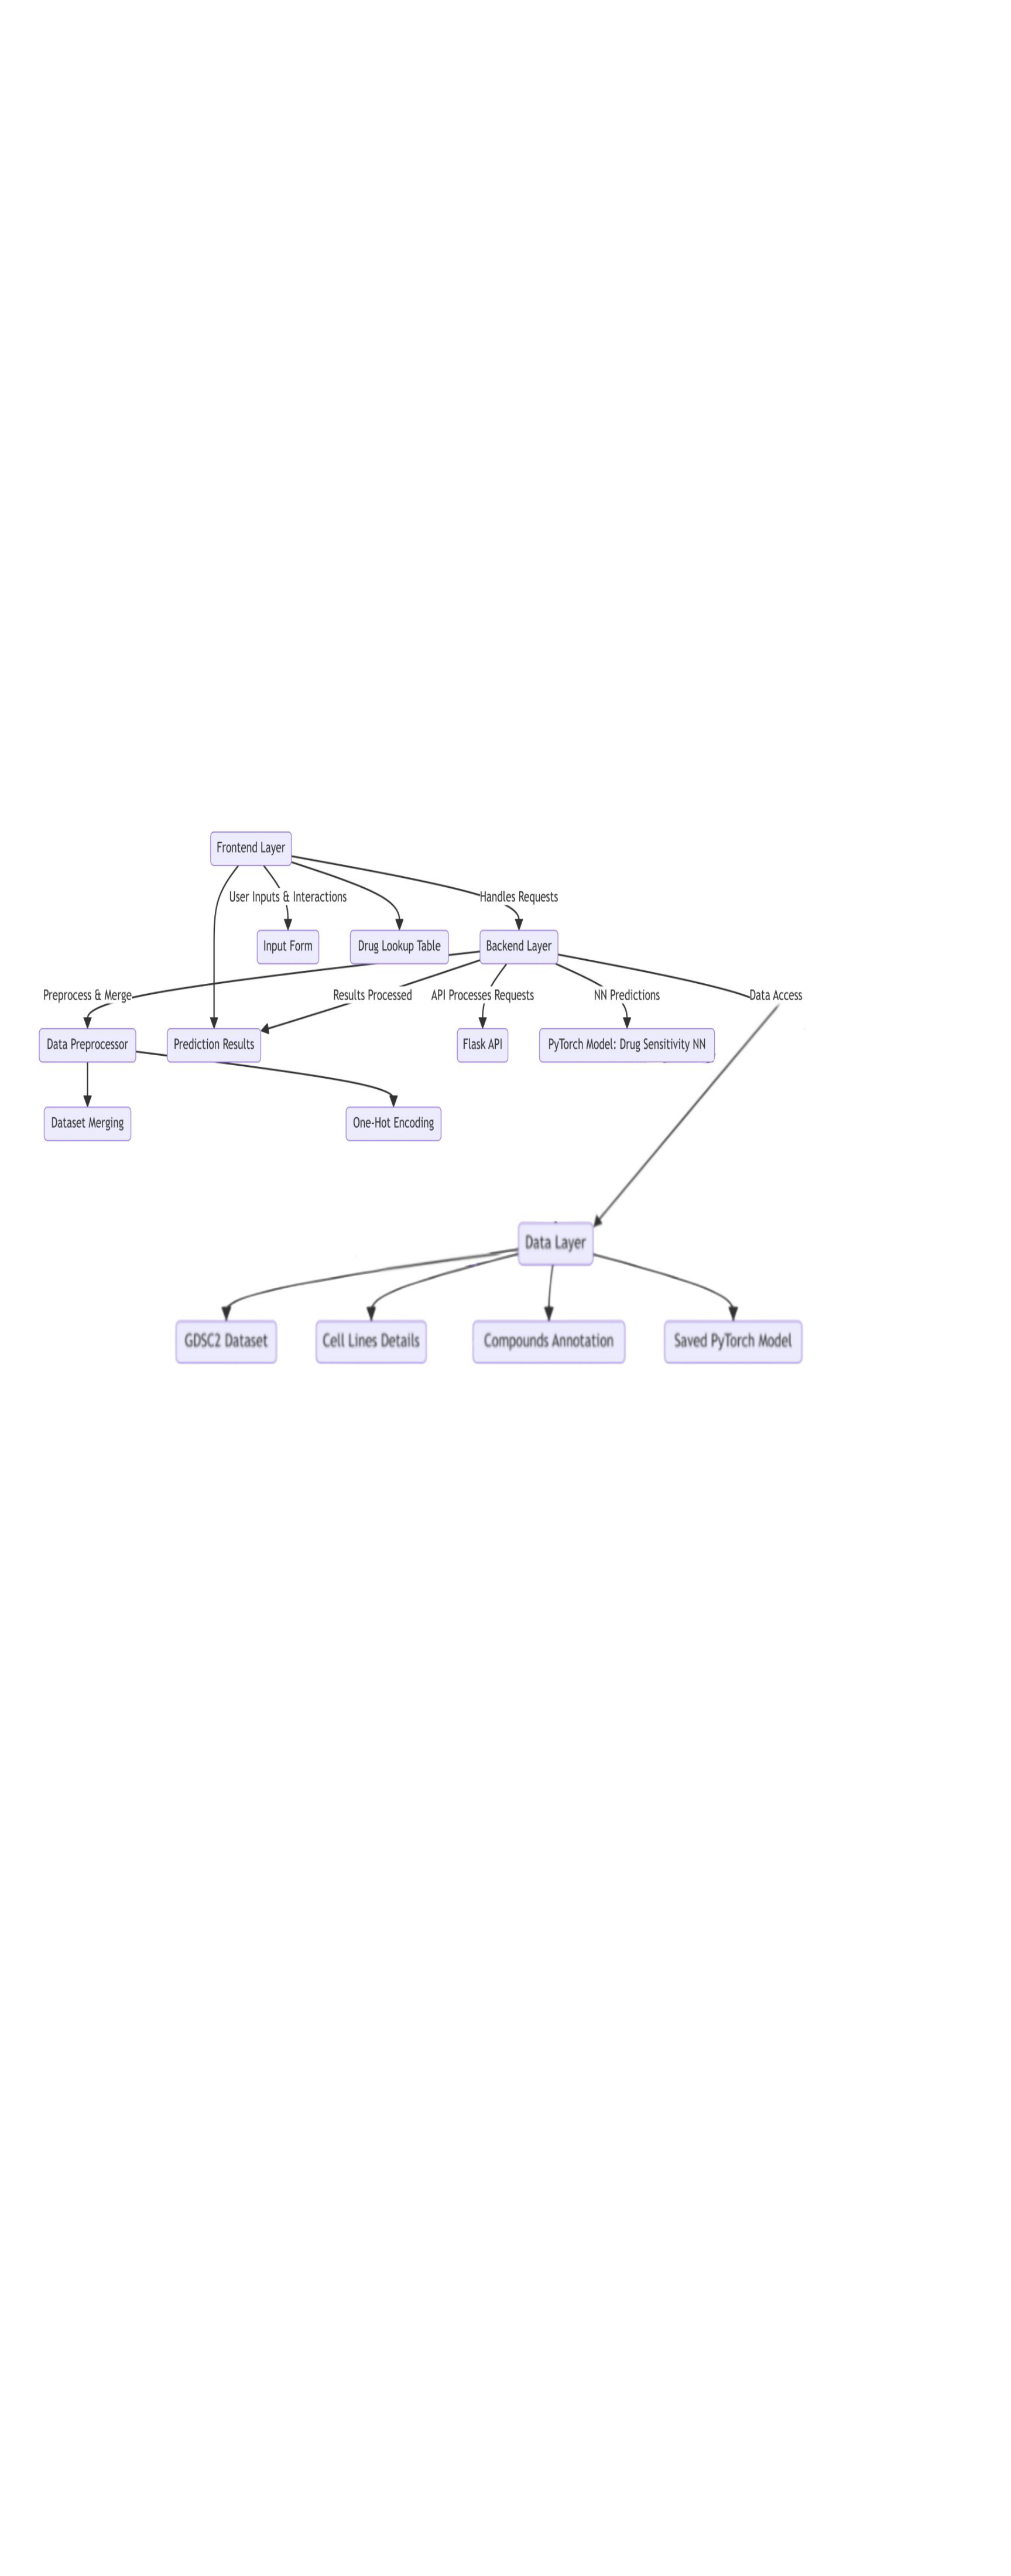 Frontend Layer
User Inputs & Interactions
Handles Requests
Input Form
Drug Lookup Table
Backend Layer
Preprocess & Merge
Results Processed
API Processes Requests
NN Predictions
Data Access
Data Preprocessor
Prediction Results
Flask API
PyTorch Model: Drug Sensitivity NN
Dataset Merging
One-Hot Encoding
Data Layer
GDSC2 Dataset
Cell Lines Details
Compounds Annotation
Saved PyTorch Model